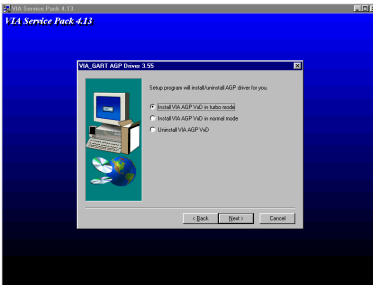 VIA Service Pack 4.13
VIA Service Pack 4.13
VIA_GART AGP Driver 3.55
Setup program will install/uninstall AGP driver for you.
Install VIA AGP VxD in turbo mode
Install VIA AGP VxD in normal mode
Uninstall VIA AGP VxD
< Back
Next >
Cancel